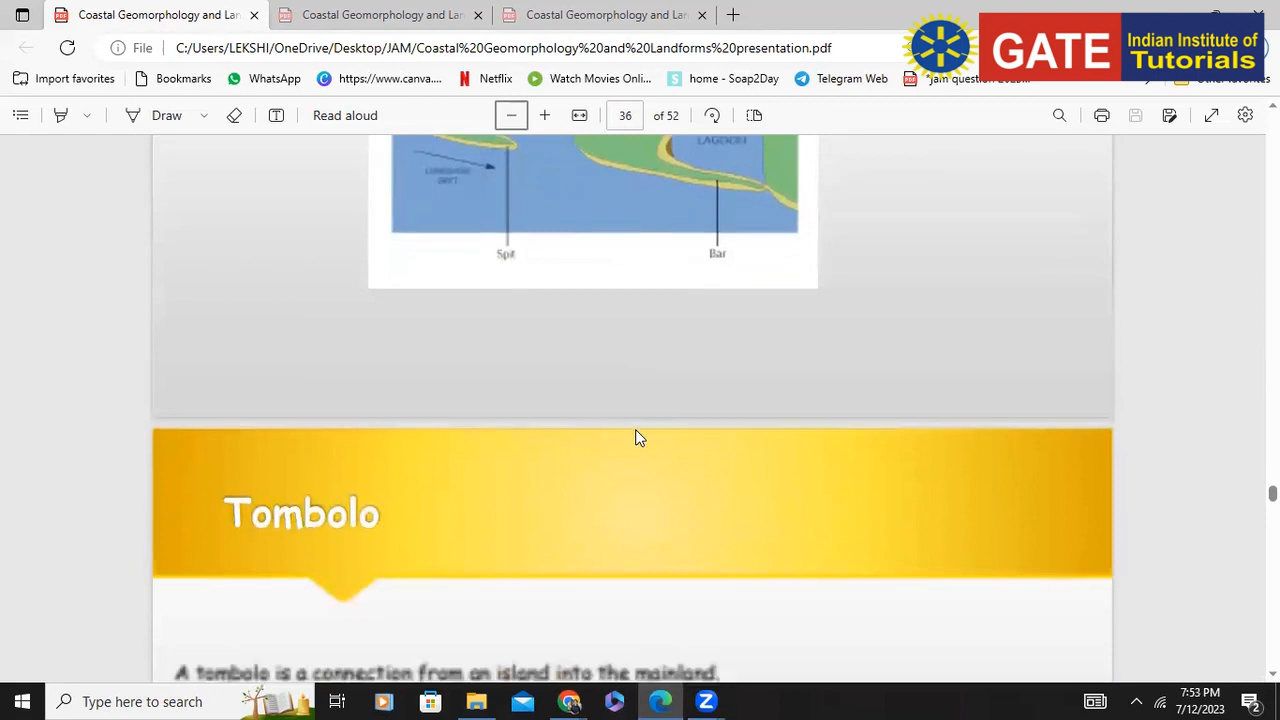 Coastal Geomorphology and Lan
Coastal Geomorphology and Lan
Coastal Geomorphology and Lan
File
C:/Users/LEKSHI/OneDrive/Desktop/JAM/Coastal%20Geomorphology%20and%20Landforms%20presentation.pdf
GATE
Indian Institute of
Tutorials
Import favorites
Bookmarks
WhatsApp
https://www.canva....
Netflix
Watch Movies Onli...
home - Soap2Day
Telegram Web
Draw
Read aloud
36
of 52
LAGOON
Spit
Bar
Tombolo
A tombolo is a connection from an island into the mainland.
Type here to search
7:53 PM
7/12/2023
2